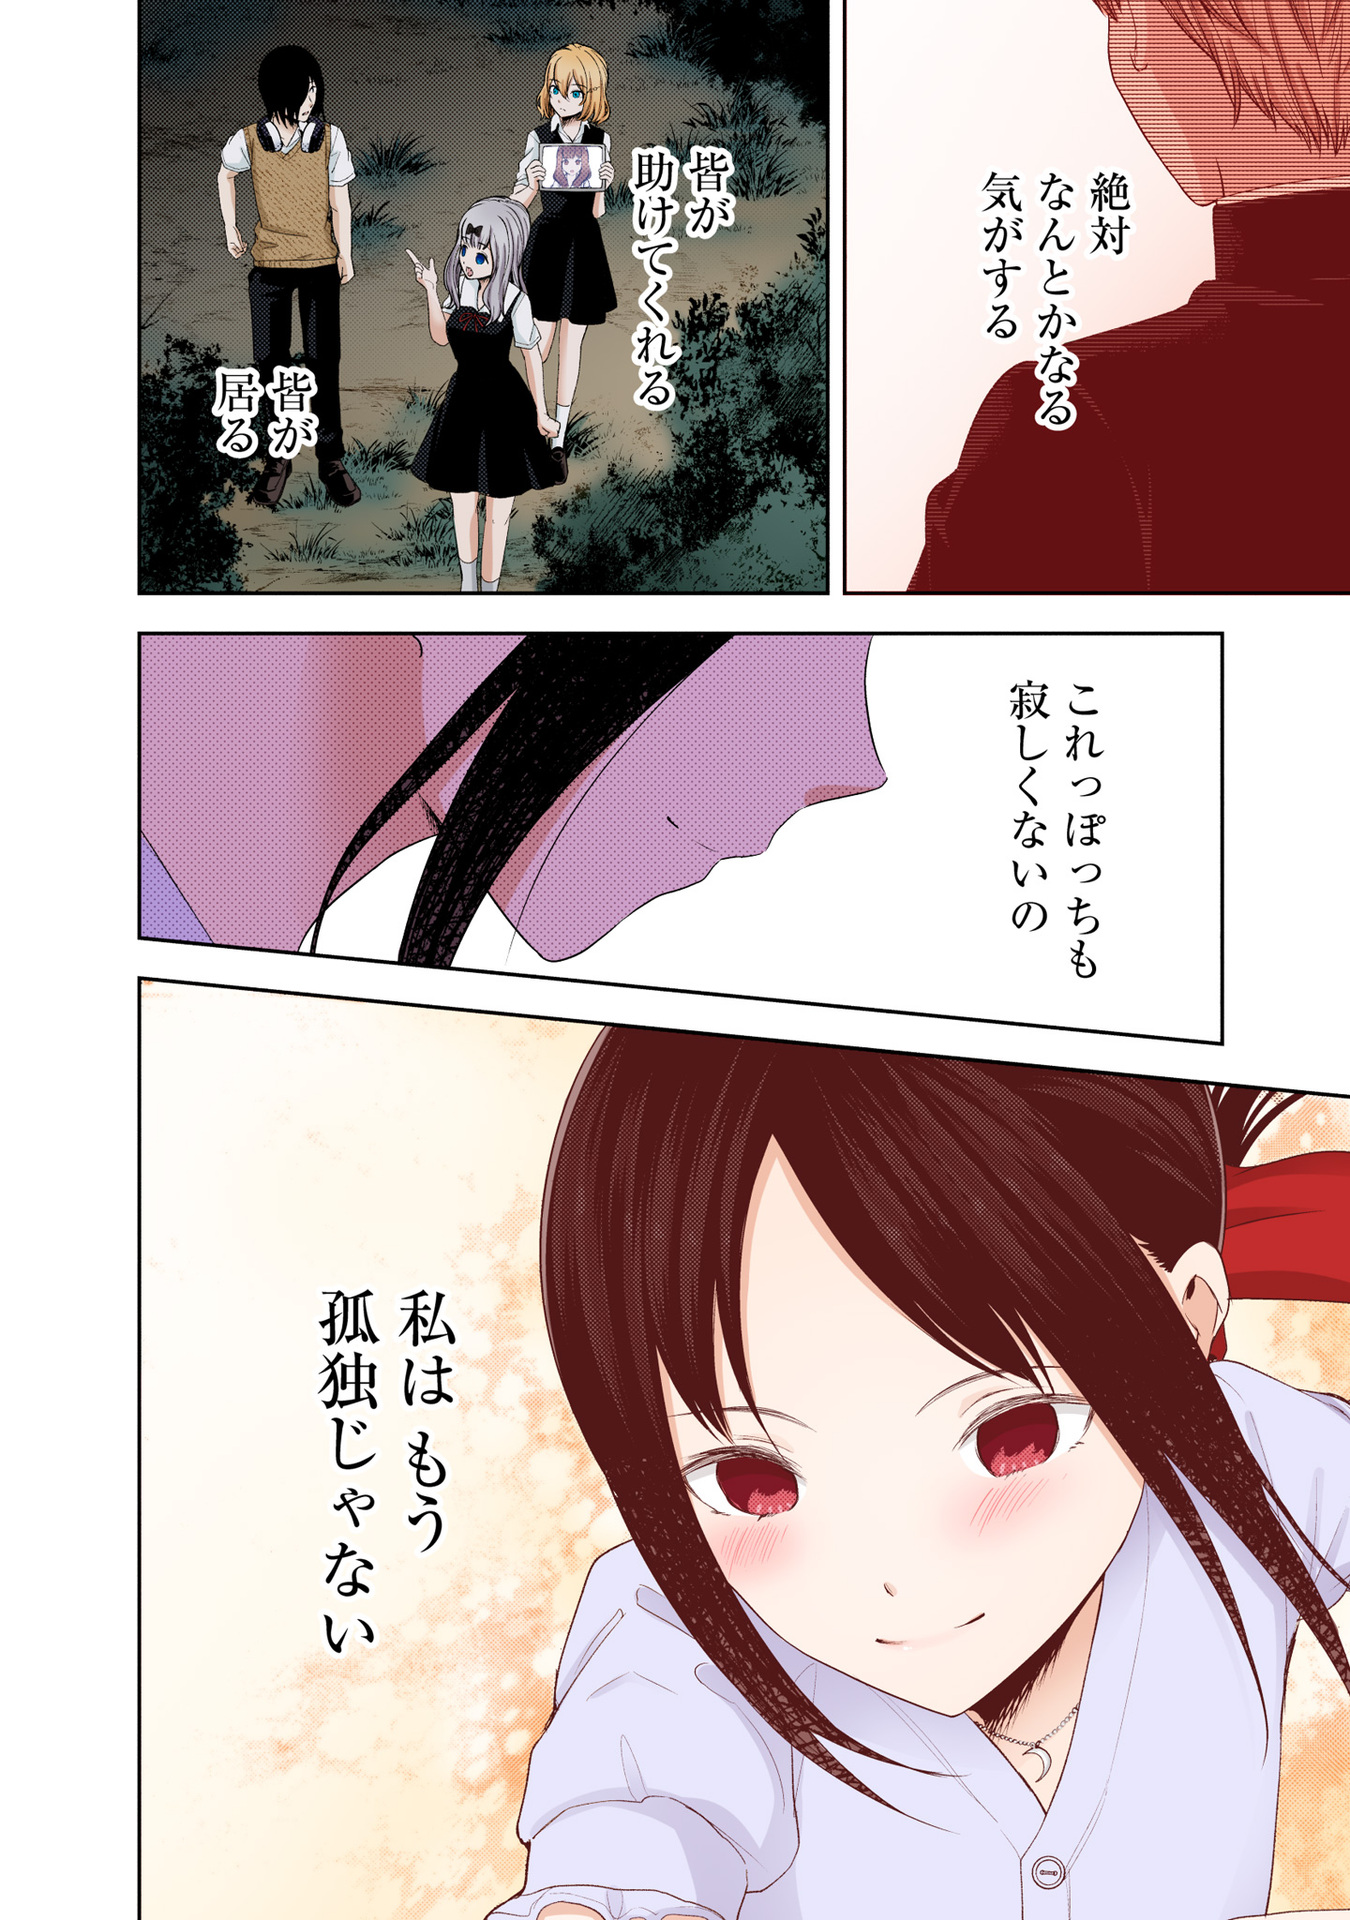 絶対
なんとかなる
気がする
皆が
助けてくれる
皆が
居る
これっぽっちも
寂しくないの
私は もう
孤独じゃない